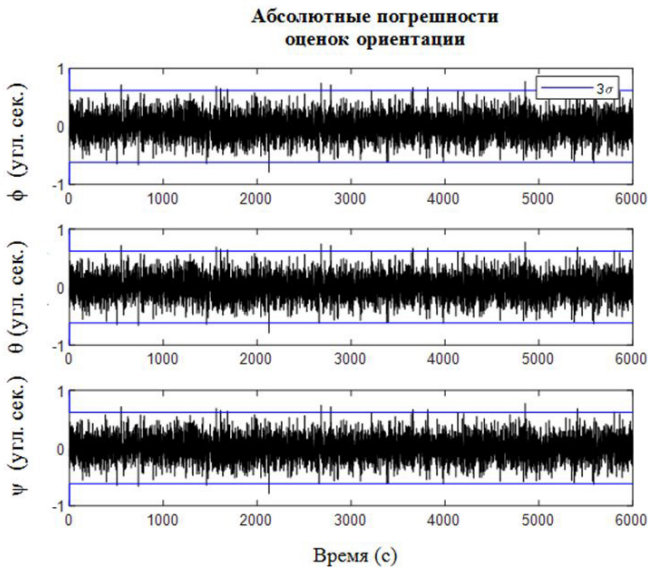 Абсолютные погрешности
оценок ориентации
ϕ (угл. сек.)
1
0
-1
3σ
0 1000 2000 3000 4000 5000 6000
θ (угл. сек.)
1
0
-1
0 1000 2000 3000 4000 5000 6000
ψ (угл. сек.)
1
0
-1
0 1000 2000 3000 4000 5000 6000
Время (с)